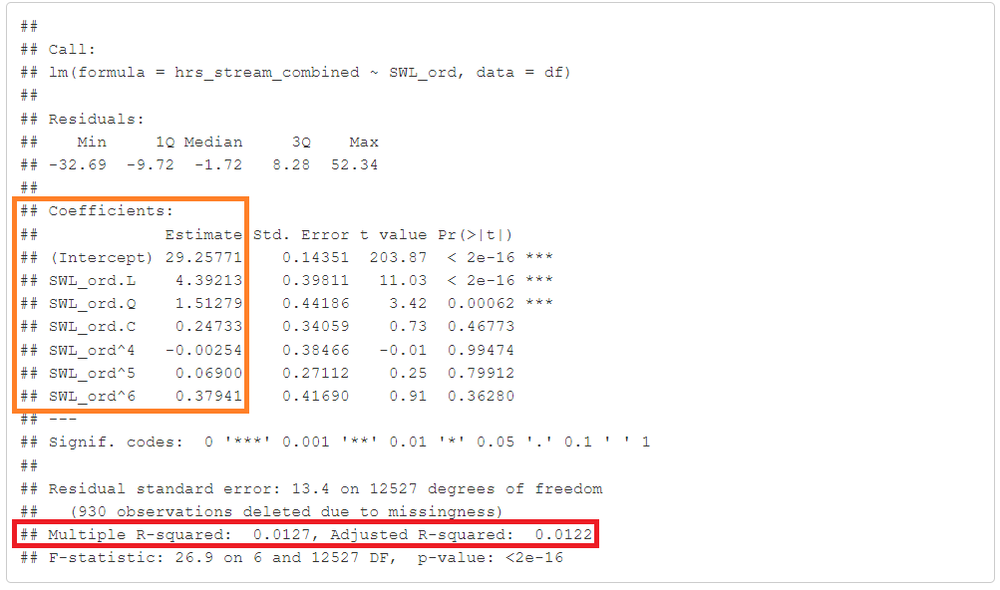 ##
## Call:
## lm(formula = hrs_stream_combined ~ SWL_ord, data = df)
##
## Residuals:
##    Min     1Q Median     3Q    Max
## -32.69  -9.72  -1.72   8.28  52.34
##
## Coefficients:
##             Estimate Std. Error t value Pr(>|t|)
## (Intercept) 29.25771    0.14351  203.87  < 2e-16 ***
## SWL_ord.L    4.39213    0.39811   11.03  < 2e-16 ***
## SWL_ord.Q    1.51279    0.44186    3.42  0.00062 ***
## SWL_ord.C    0.24733    0.34059    0.73  0.46773
## SWL_ord^4   -0.00254    0.38466   -0.01  0.99474
## SWL_ord^5    0.06900    0.27112    0.25  0.79912
## SWL_ord^6    0.37941    0.41690    0.91  0.36280
## ---
## Signif. codes:  0 '***' 0.001 '**' 0.01 '*' 0.05 '.' 0.1 ' ' 1
##
## Residual standard error: 13.4 on 12527 degrees of freedom
##   (930 observations deleted due to missingness)
## Multiple R-squared:  0.0127, Adjusted R-squared:  0.0122
## F-statistic: 26.9 on 6 and 12527 DF,  p-value: <2e-16